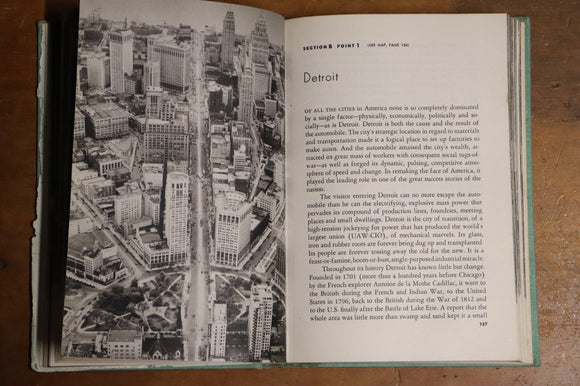 SECTION B POINT 1 (SEE MAP, PAGE 136)
Detroit
OF ALL THE CITIES in America none is so completely dominated
by a single factor—physically, economically, politically and so-
cially—as is Detroit. Detroit is both the cause and the result of
the automobile. The city's strategic location in regard to materials
and transportation made it a logical place to set up factories to
make autos. And the automobile amassed the city's wealth, at-
tracted its great mass of workers with consequent social tugs-of-
war—as well as forged its dynamic, pulsing, competitive atmo-
sphere of speed and change. In remaking the face of America, it
played the leading role in one of the great success stories of the
nation.
The visitor entering Detroit can no more escape the auto-
mobile than he can the electrifying, explosive mass power that
pervades its compound of production lines, foundries, meeting
places and small dwellings. Detroit is the city of transition, of a
high-tension jockeying for power that has produced the world's
largest union (UAW-CIO), of mechanical marvels. Its glass,
iron and rubber roots are forever being dug up and transplanted.
Its people are forever tossing away the old for the new. It is a
feast-or-famine, boom-or-bust, single-purposed industrial miracle.
Throughout its history Detroit has known little but change.
Founded in 1701 (more than a hundred years before Chicago)
by the French explorer Antoine de la Mothe Cadillac, it went to
the British during the French and Indian War, to the United
States in 1796, back to the British during the War of 1812 and
to the U.S. finally after the Battle of Lake Erie. A report that the
whole area was little more than swamp and sand kept it a small
137